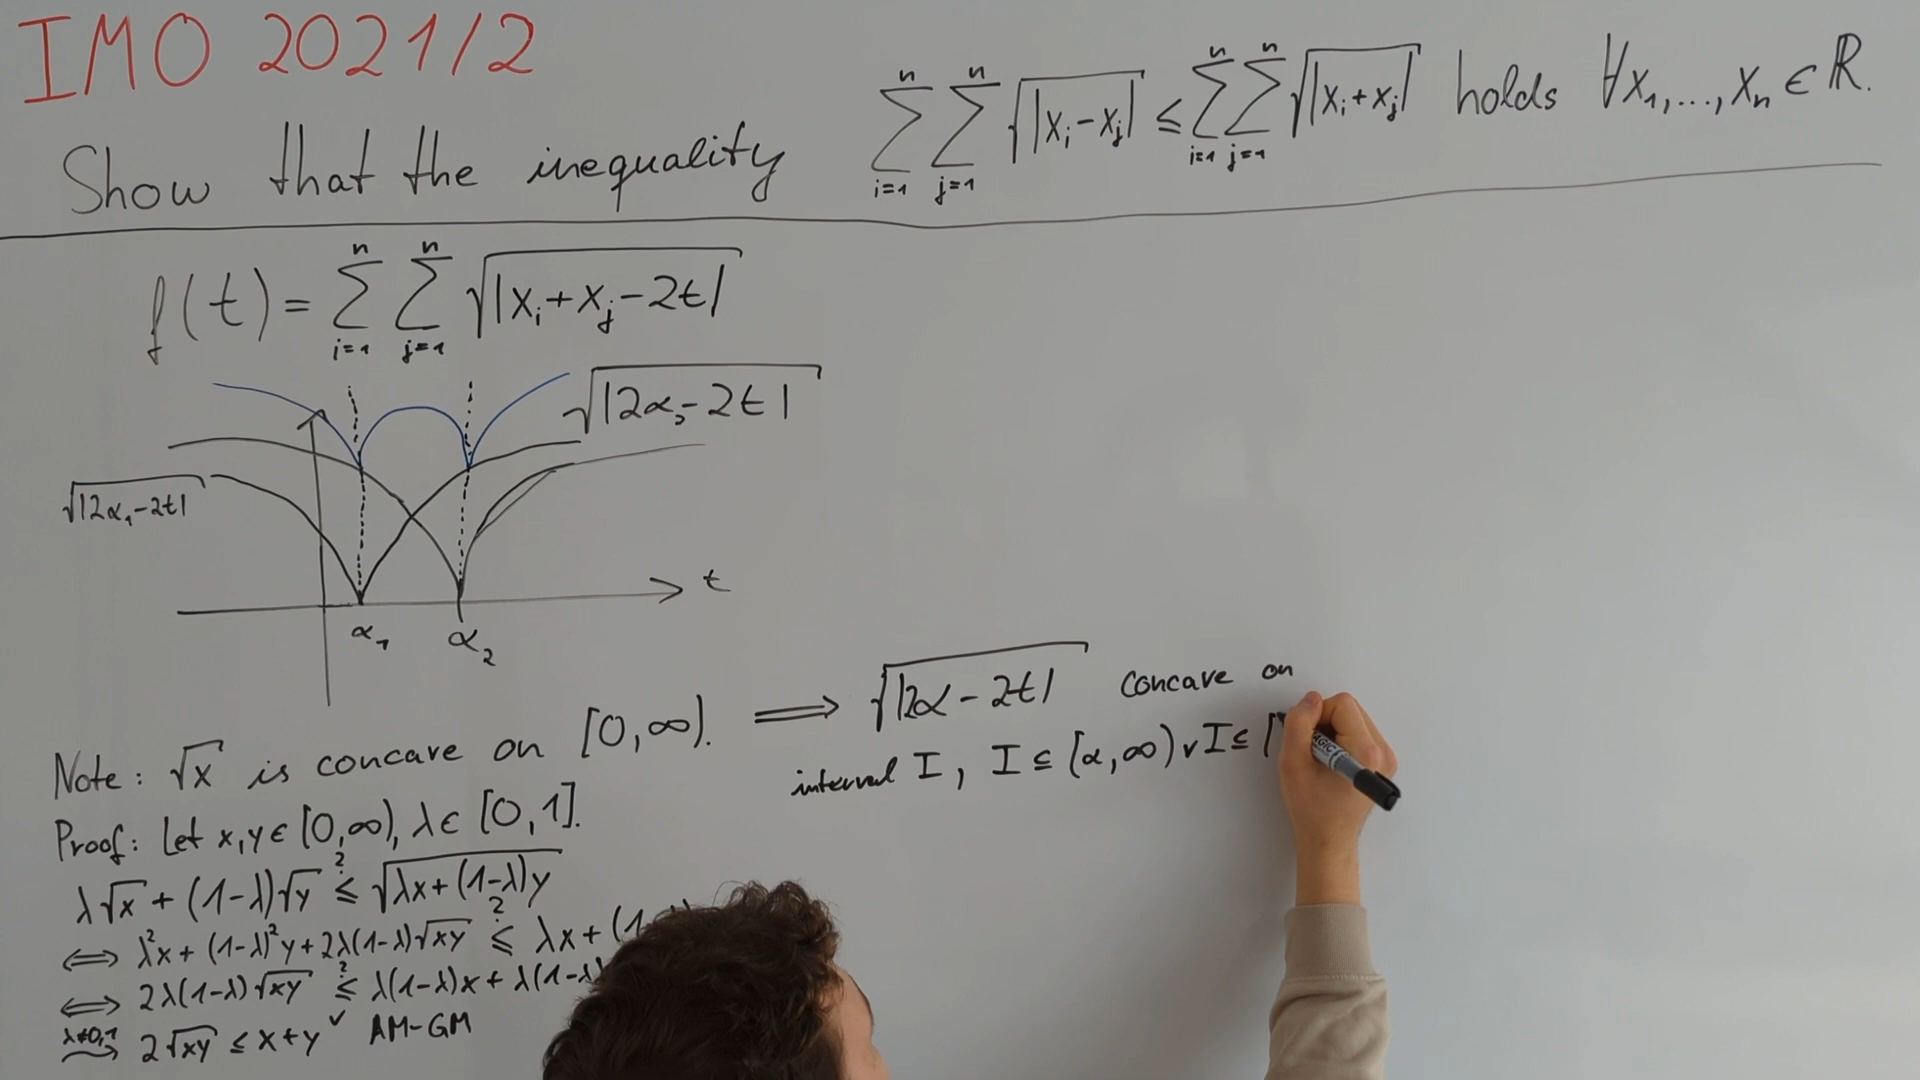 IMO 2021/2
Show that the inequality ∑_{i=1}^{n} ∑_{j=1}^{n} √|x_i-x_j| ≤ ∑_{i=1}^{n} ∑_{j=1}^{n} √|x_i+x_j| holds ∀x_1,...,x_n ∈ ℝ.
f(t) = ∑_{i=1}^{n} ∑_{j=1}^{n} √|x_i+x_j-2t|
√|2α_2-2t|
√|2α_1-2t|
t
α_1 α_2
Note: √x is concave on [0,∞). ⟹ √|2α-2t| concave on
interval I, I ⊆ [α,∞) ∨ I ⊆ (
Proof: Let x,y ∈ [0,∞), λ ∈ [0,1].
λ√x + (1-λ)√y ≤? √λx+(1-λ)y
⟺ λ²x + (1-λ)²y + 2λ(1-λ)√xy ≤? λx + (1-
⟺ 2λ(1-λ)√xy ≤? λ(1-λ)x + λ(1-λ)
λ≠0,1 ⟿ 2√xy ≤ x+y ✓ AM-GM
MAGIC